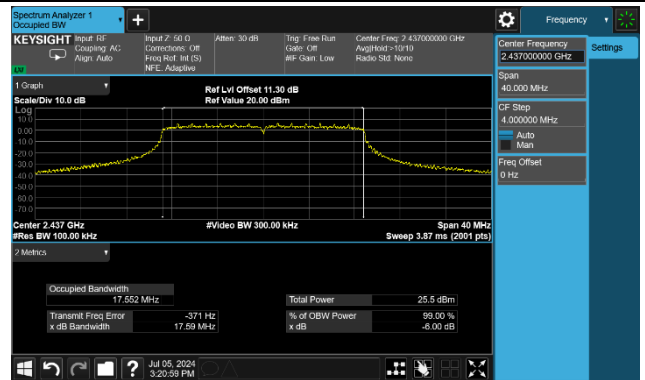 Spectrum Analyzer 1
Occupied BW
Frequency
KEYSIGHT
Input: RF
Coupling: AC
Align: Auto
Input Z: 50 Ω
Corrections: Off
Freq Ref: Int (S)
NFE: Adaptive
Atten: 30 dB
Trig: Free Run
Gate: Off
#IF Gain: Low
Center Freq: 2.437000000 GHz
Avg|Hold:>10/10
Radio Std: None
Center Frequency
2.437000000 GHz
Settings
Span
40.000 MHz
CF Step
4.000000 MHz
Auto
Man
Freq Offset
0 Hz
1 Graph
Scale/Div 10.0 dB
Ref Lvl Offset 11.30 dB
Ref Value 20.00 dBm
Log
10.0
0.00
-10.0
-20.0
-30.0
-40.0
-50.0
-60.0
-70.0
Center 2.437 GHz
#Video BW 300.00 kHz
Span 40 MHz
#Res BW 100.00 kHz
Sweep 3.87 ms (2001 pts)
2 Metrics
Occupied Bandwidth
17.552 MHz
Total Power 25.5 dBm
Transmit Freq Error -371 Hz
% of OBW Power 99.00 %
x dB Bandwidth 17.59 MHz
x dB -6.00 dB
?
Jul 05, 2024
3:20:59 PM